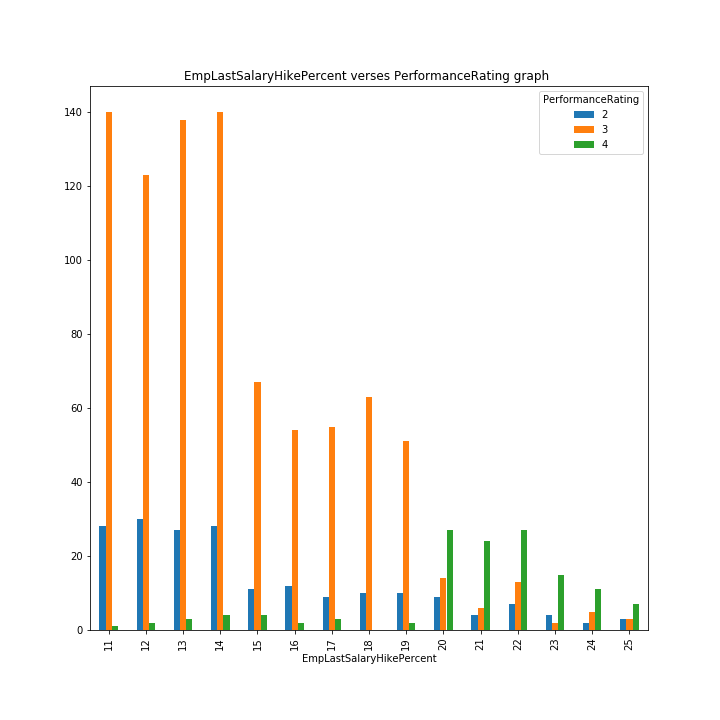 EmpLastSalaryHikePercent verses PerformanceRating graph
PerformanceRating
2
3
4
140
120
100
80
60
40
20
0
11 12 13 14 15 16 17 18 19 20 21 22 23 24 25
EmpLastSalaryHikePercent